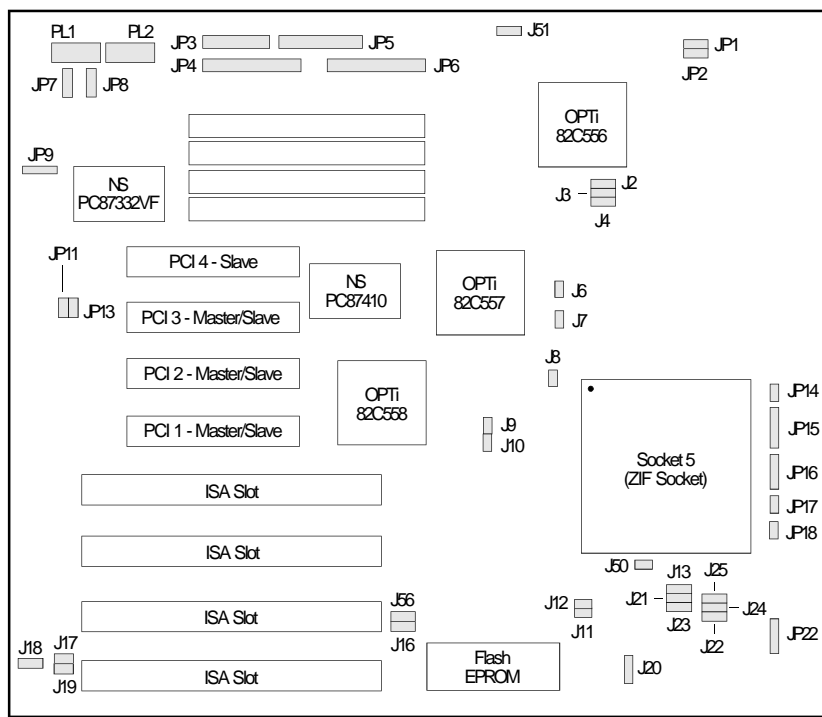 PL1 PL2 JP3 JP5 J51 JP1
JP4 JP6 JP2
JP7 JP8
OPTi
82C556
JP9
NS
PC87332VF
J3 J2
J4
JP11
PCI 4 - Slave
NS
PC87410
OPTi
82C557
J6
JP13
PCI 3 - Master/Slave
J7
PCI 2 - Master/Slave
OPTi
82C558
J8
JP14
PCI 1 - Master/Slave
J9
J10
JP15
Socket 5
(ZIF Socket)
JP16
ISA Slot
JP17
JP18
ISA Slot
J50 J13 J25
J56 J12 J21 J24
ISA Slot
J16 J11 J23 J22 JP22
J18 J17
J19
ISA Slot
Flash
EPROM
J20